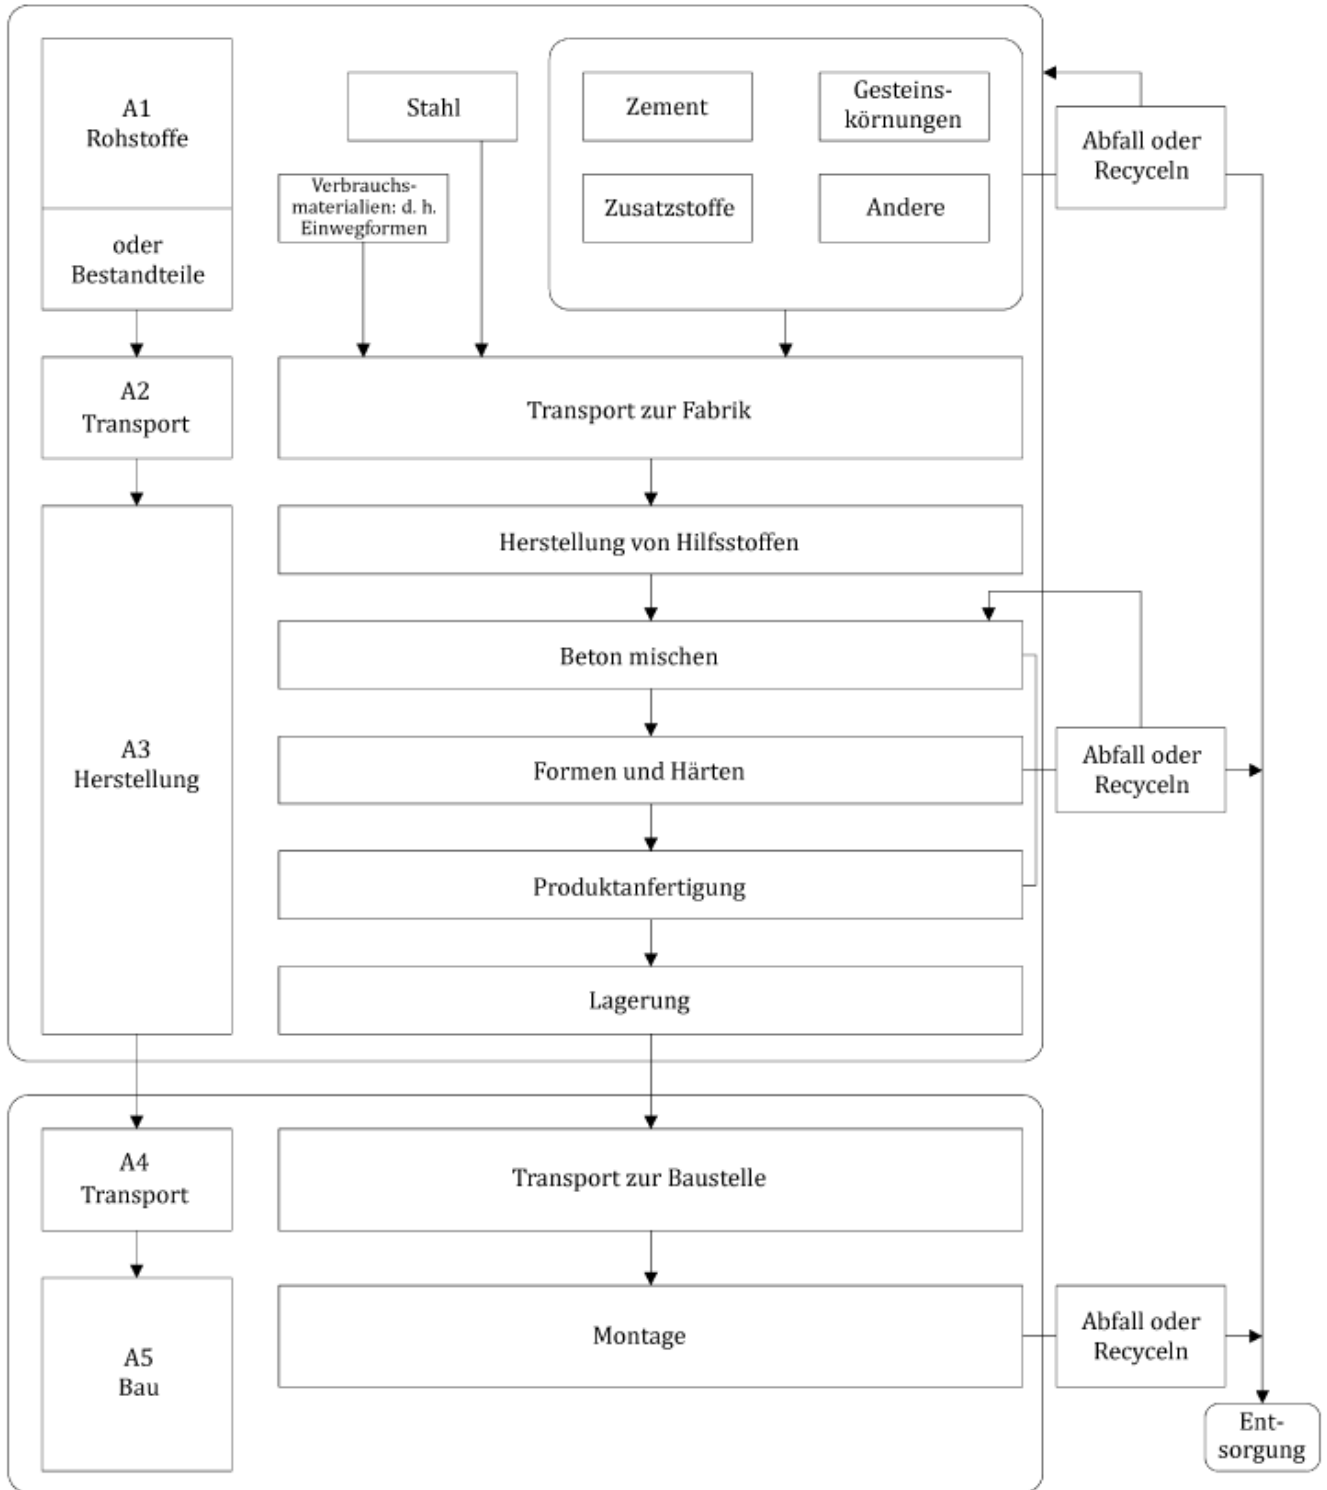 A1
Rohstoffe
oder
Bestandteile
Stahl
Verbrauchs-
materialien: d. h.
Einwegformen
Zement
Gesteins-
körnungen
Zusatzstoffe
Andere
Abfall oder
Recyceln
A2
Transport
Transport zur Fabrik
A3
Herstellung
Herstellung von Hilfsstoffen
Beton mischen
Formen und Härten
Abfall oder
Recyceln
Produktanfertigung
Lagerung
A4
Transport
Transport zur Baustelle
A5
Bau
Montage
Abfall oder
Recyceln
Ent-
sorgung